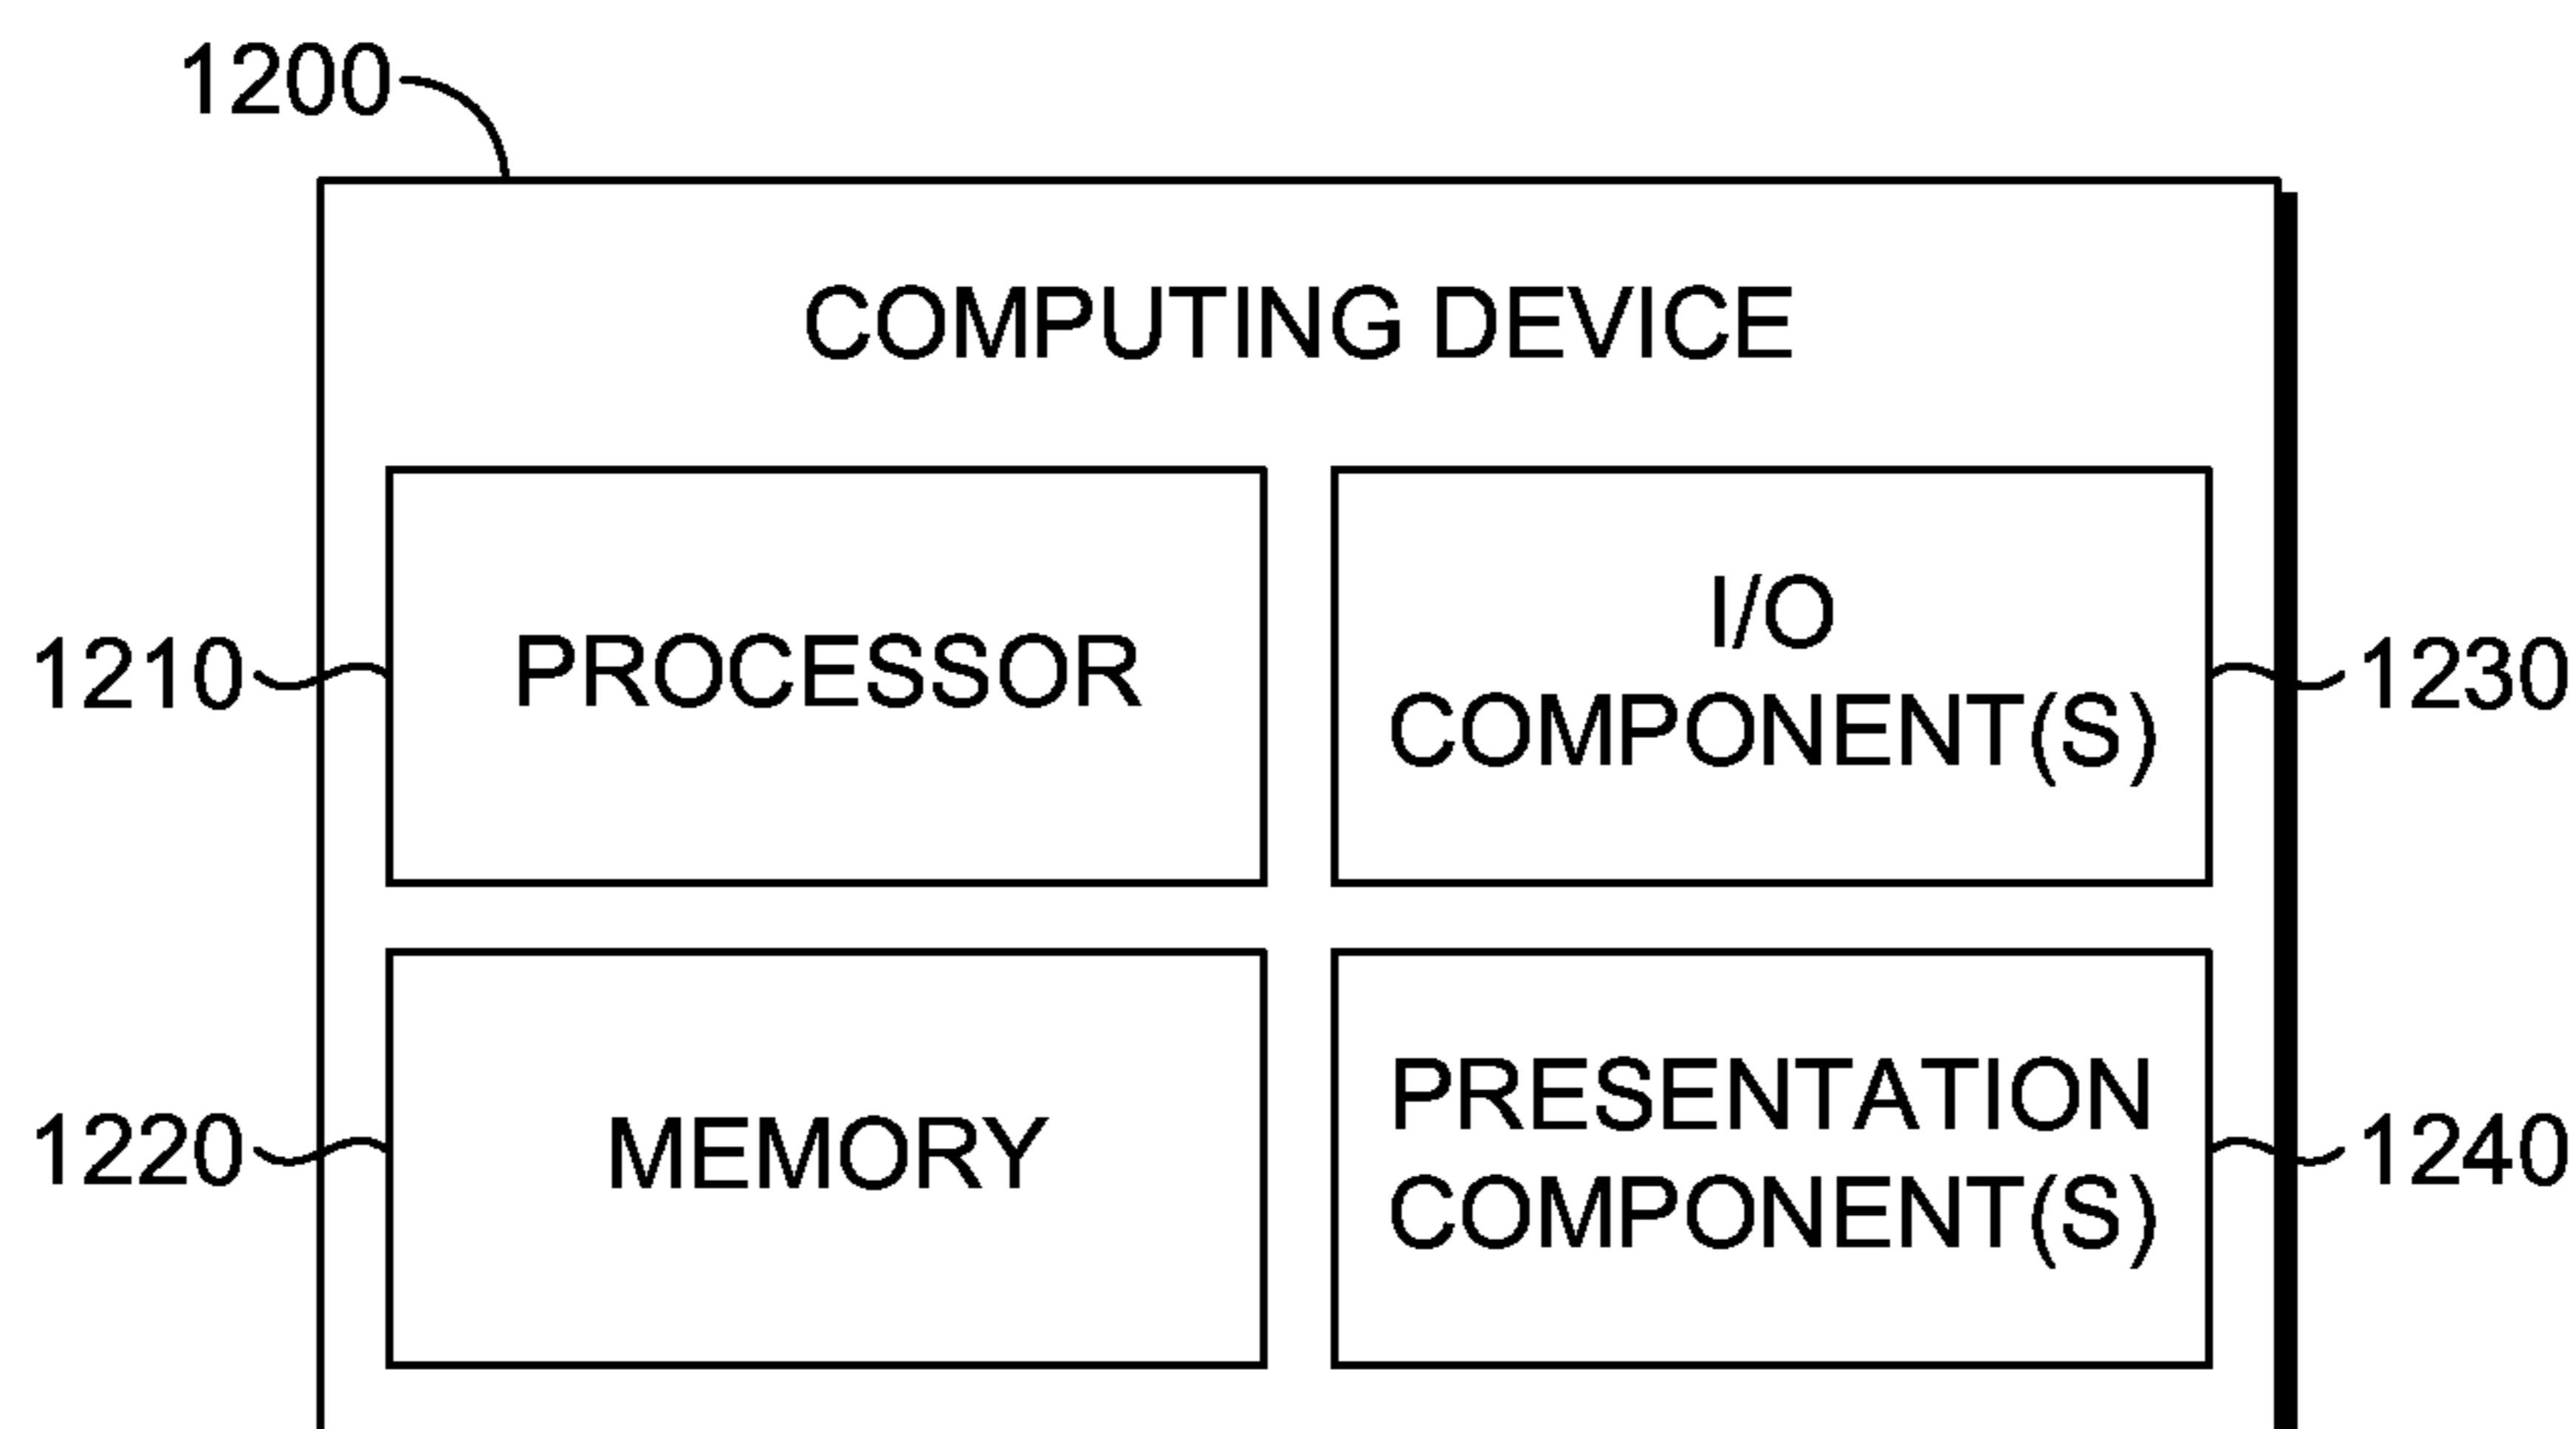 1200
COMPUTING DEVICE
1210
PROCESSOR
I/O
COMPONENT(S)
1230
1220
MEMORY
PRESENTATION
COMPONENT(S)
1240